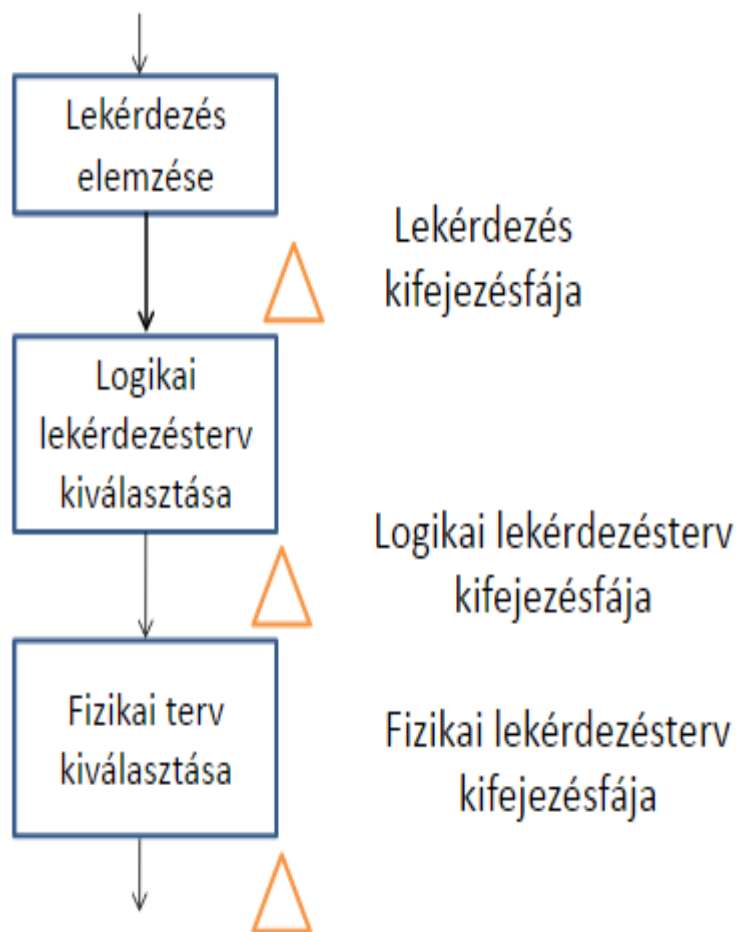 Lekérdezés
elemzése
Lekérdezés
kifejezésfája
Logikai
lekérdezésterv
kiválasztása
Logikai lekérdezésterv
kifejezésfája
Fizikai terv
kiválasztása
Fizikai lekérdezésterv
kifejezésfája